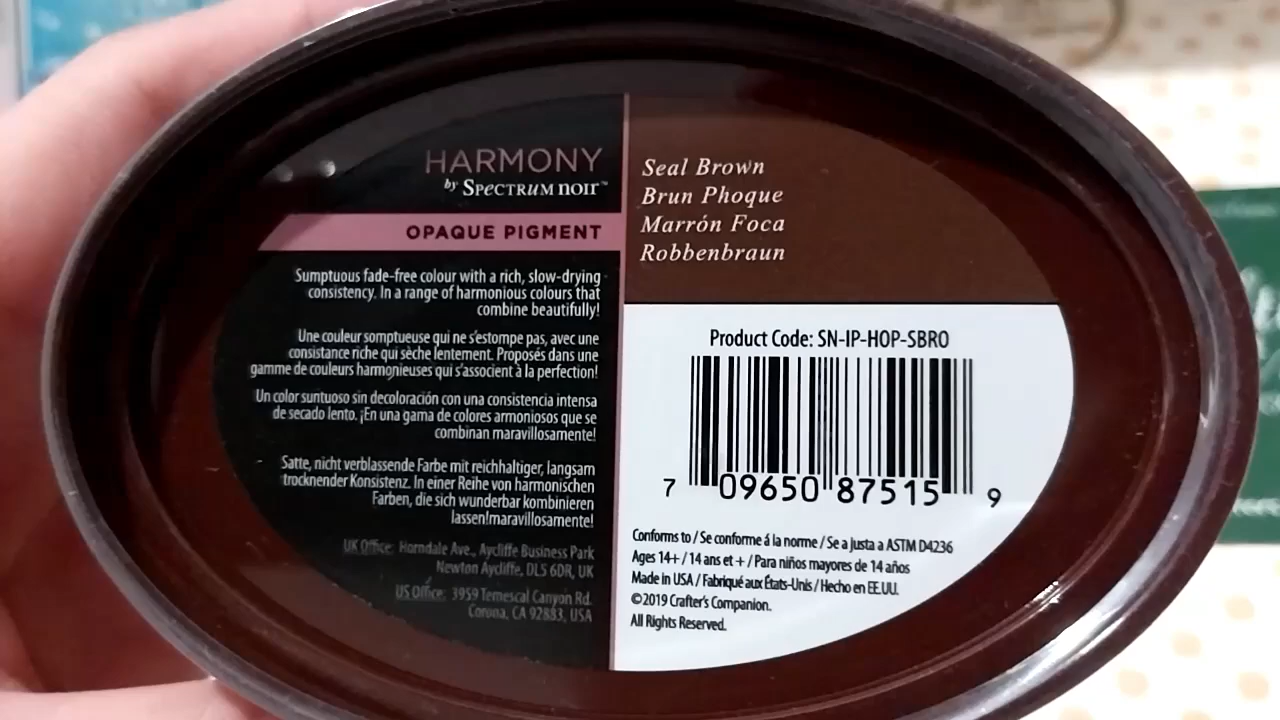 HARMONY
by SPECTRUM NOIR™
OPAQUE PIGMENT
Sumptuous fade-free colour with a rich, slow-drying
consistency. In a range of harmonious colours that
combine beautifully!
Une couleur somptueuse qui ne s'estompe pas, avec une
consistance riche qui sèche lentement. Proposés dans une
gamme de couleurs harmonieuses qui s'associent à la perfection!
Un color suntuoso sin decoloración con una consistencia intensa
de secado lento. ¡En una gama de colores armoniosos que se
combinan maravillosamente!
Satte, nicht verblassende Farbe mit reichhaltiger, langsam
trocknender Konsistenz. In einer Reihe von harmonischen
Farben, die sich wunderbar kombinieren
lassen!maravillosamente!
UK Office: Horndale Ave., Aycliffe Business Park
Newton Aycliffe, DL5 6DR, UK
US Office: 3959 Temescal Canyon Rd.
Corona, CA 92883, USA
Seal Brown
Brun Phoque
Marrón Foca
Robbenbraun
Product Code: SN-IP-HOP-SBRO
7 09650 87515 9
Conforms to / Se conforme á la norme / Se a justa a ASTM D4236
Ages 14+ / 14 ans et + / Para niños mayores de 14 años
Made in USA / Fabriqué aux États-Unis / Hecho en EE.UU.
©2019 Crafter's Companion.
All Rights Reserved.